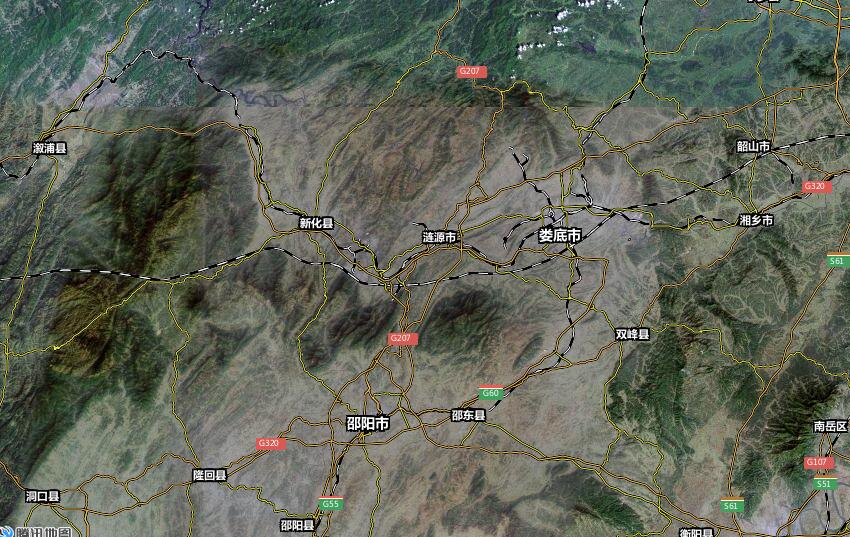 G207
溆浦县
韶山市
G320
新化县
涟源市
娄底市
湘乡市
S61
双峰县
G207
G60
邵阳市
邵东县
南岳区
G320
隆回县
G107
S51
洞口县
G55
S61
邵阳县
衡阳县
腾讯地图